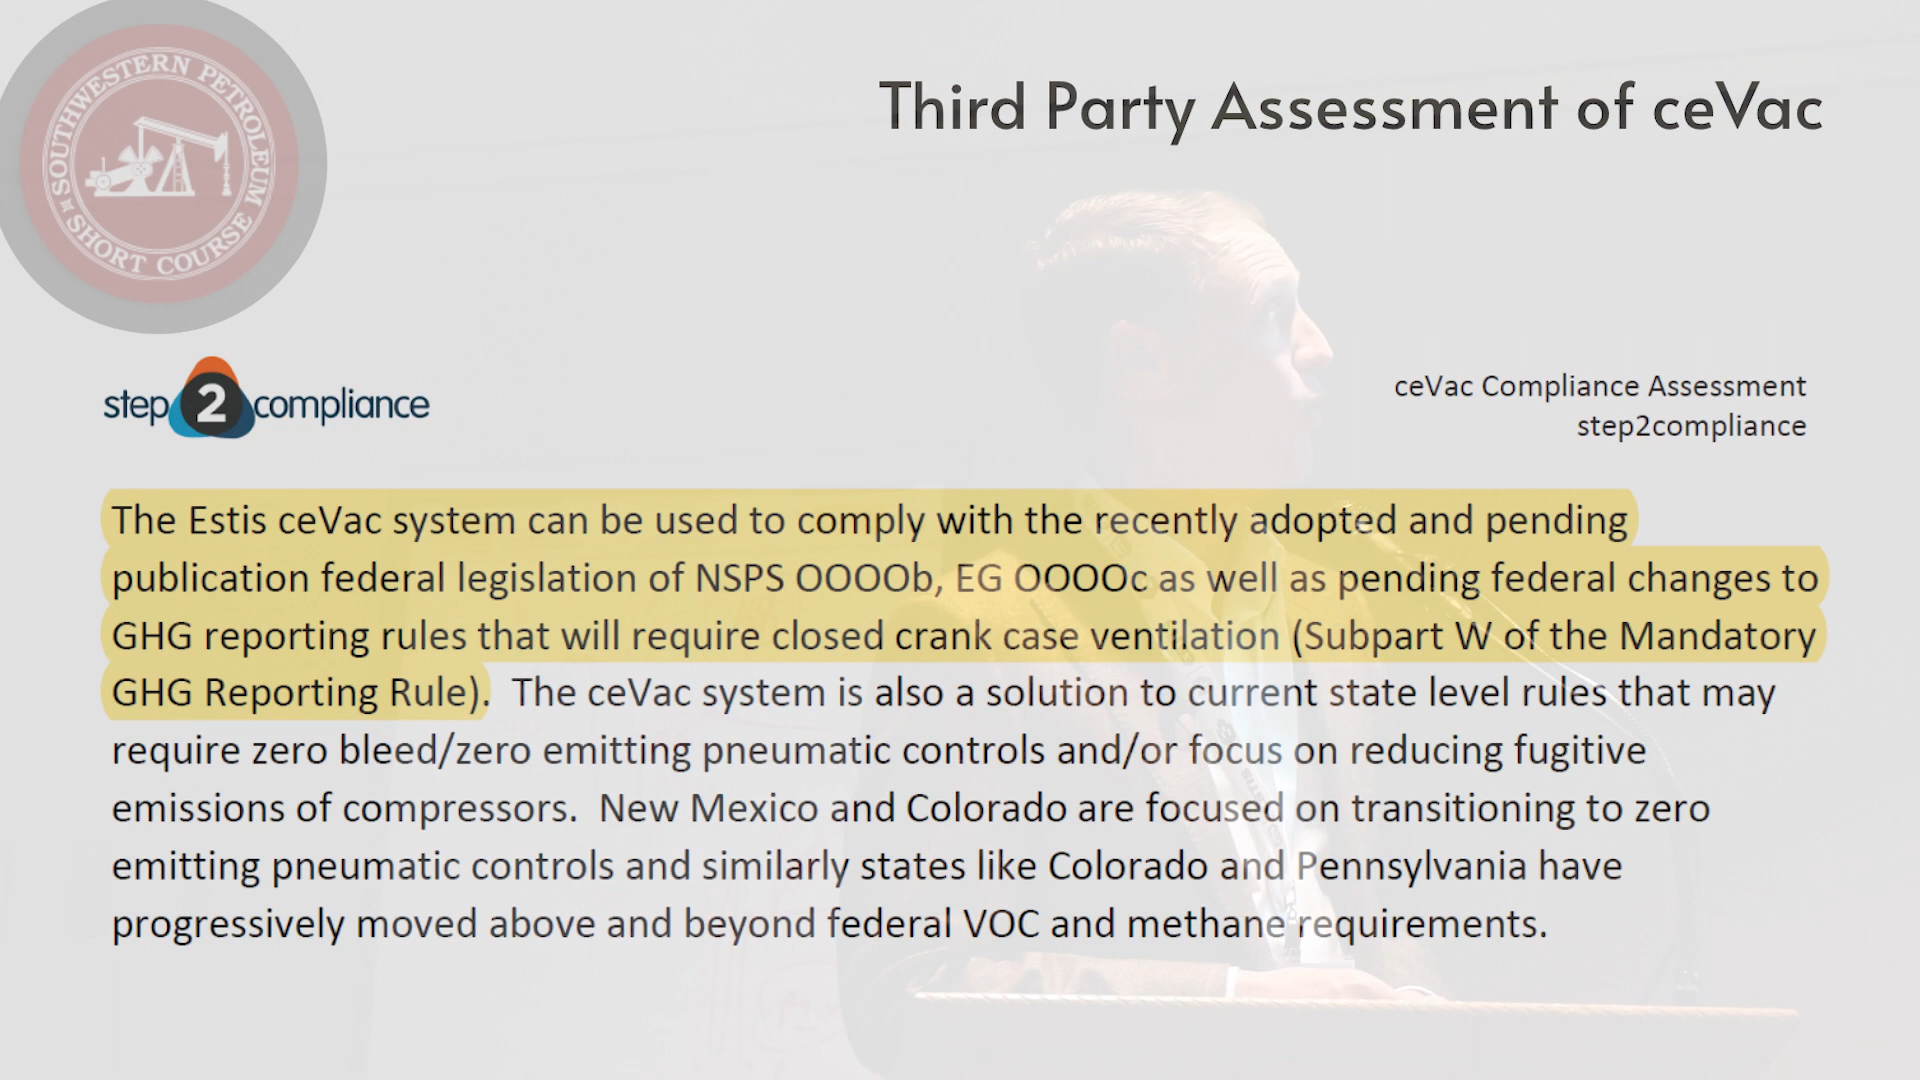 SOUTHWESTERN PETROLEUM
SHORT COURSE
Third Party Assessment of ceVac
step 2 compliance
ceVac Compliance Assessment
step2compliance
The Estis ceVac system can be used to comply with the recently adopted and pending
publication federal legislation of NSPS OOOOb, EG OOOOc as well as pending federal changes to
GHG reporting rules that will require closed crank case ventilation (Subpart W of the Mandatory
GHG Reporting Rule).  The ceVac system is also a solution to current state level rules that may
require zero bleed/zero emitting pneumatic controls and/or focus on reducing fugitive
emissions of compressors.  New Mexico and Colorado are focused on transitioning to zero
emitting pneumatic controls and similarly states like Colorado and Pennsylvania have
progressively moved above and beyond federal VOC and methane requirements.